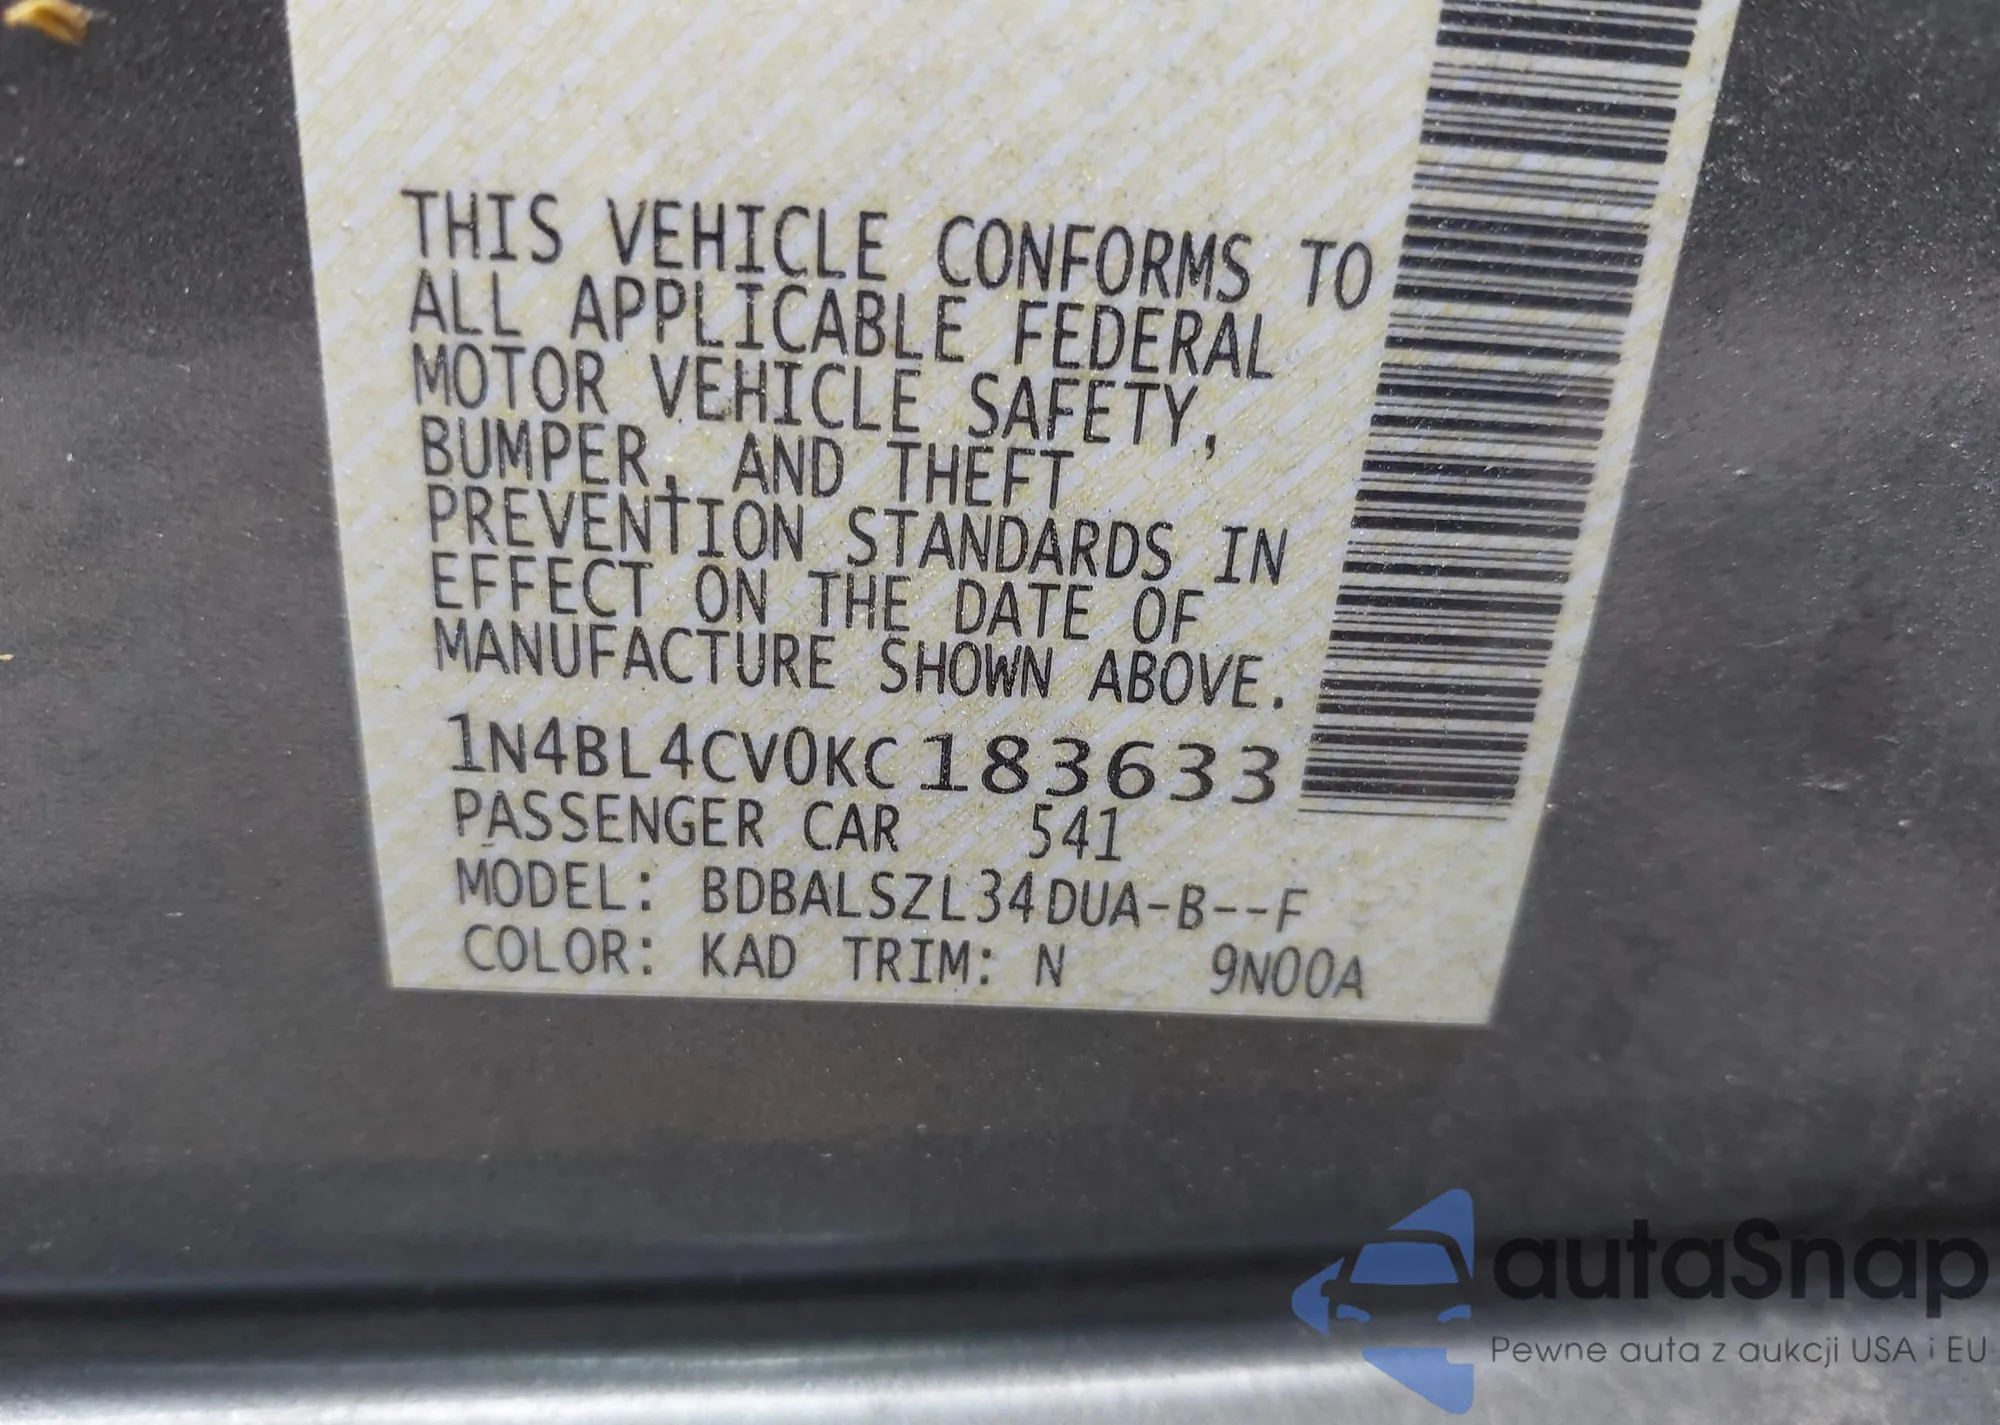 THIS VEHICLE CONFORMS TO
ALL APPLICABLE FEDERAL
MOTOR VEHICLE SAFETY,
BUMPER, AND THEFT
PREVENTION STANDARDS IN
EFFECT ON THE DATE OF
MANUFACTURE SHOWN ABOVE.
1N4BL4CV0KC183633
PASSENGER CAR 541
MODEL: BDBALSZL34DUA-B--F
COLOR: KAD TRIM: N 9N00A
autaSnap
Pewne auta z aukcji USA i EU